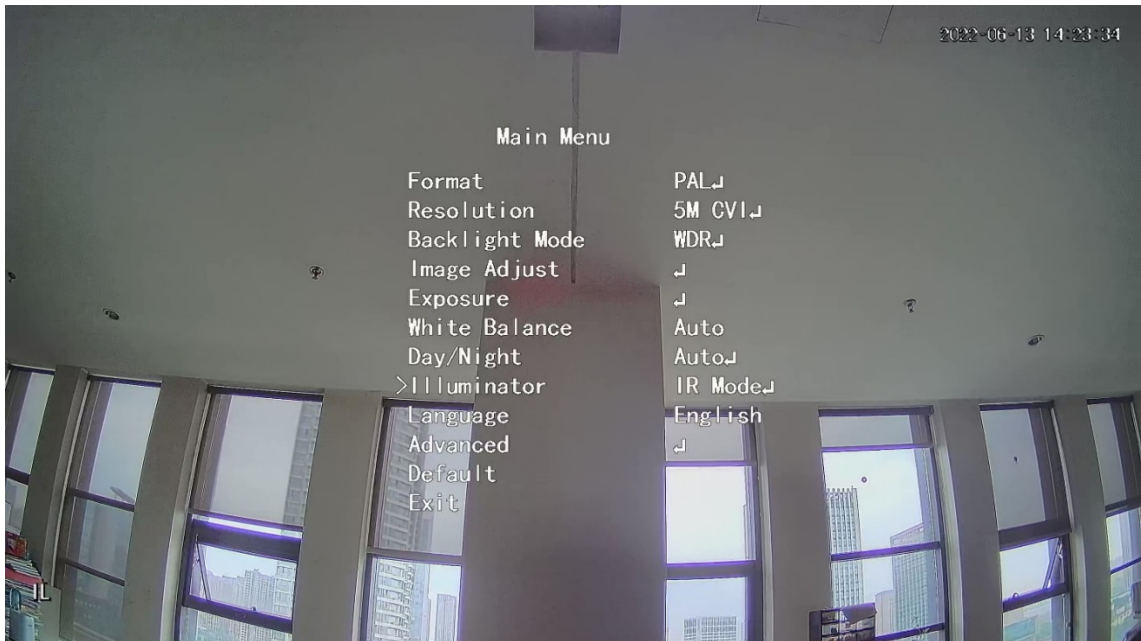 2022-06-13 14:23:34
Main Menu
Format PAL↵
Resolution 5M CVI↵
Backlight Mode WDR↵
Image Adjust ↵
Exposure ↵
White Balance Auto
Day/Night Auto↵
>Illuminator IR Mode↵
Language English
Advanced ↵
Default
Exit
IL